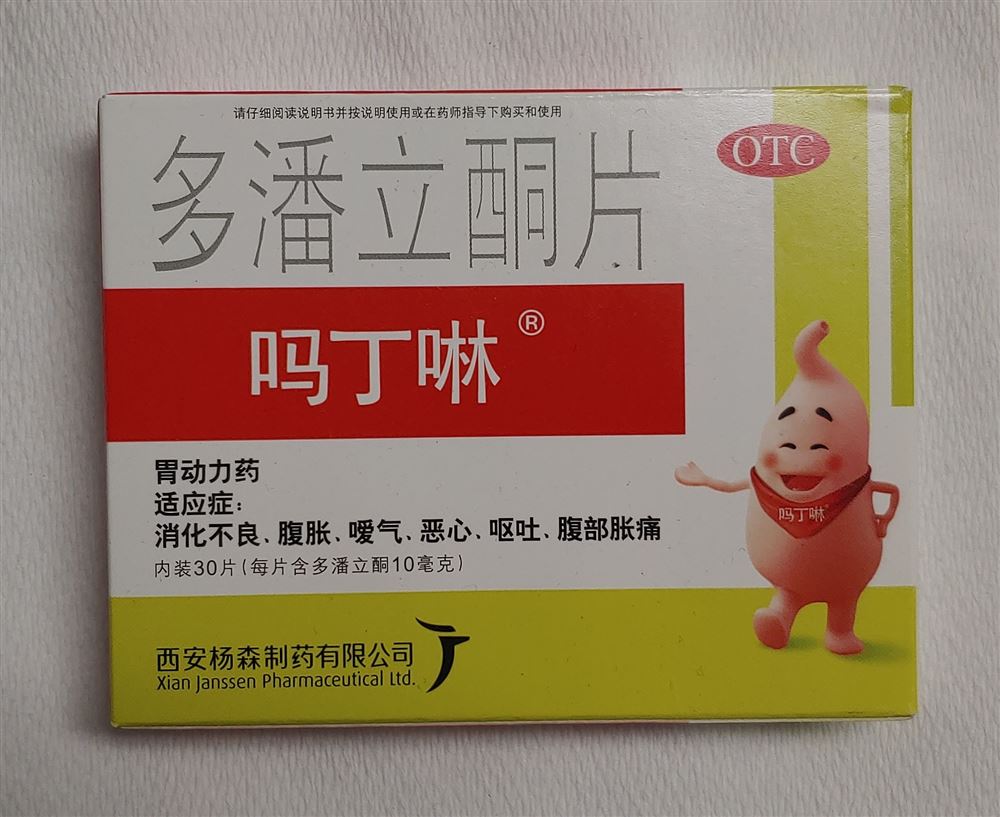 请仔细阅读说明书并按说明使用或在药师指导下购买和使用
OTC
多潘立酮片
吗丁啉®
胃动力药
适应症：
消化不良、腹胀、嗳气、恶心、呕吐、腹部胀痛
内装30片(每片含多潘立酮10毫克)
吗丁啉
西安杨森制药有限公司
Xian Janssen Pharmaceutical Ltd.